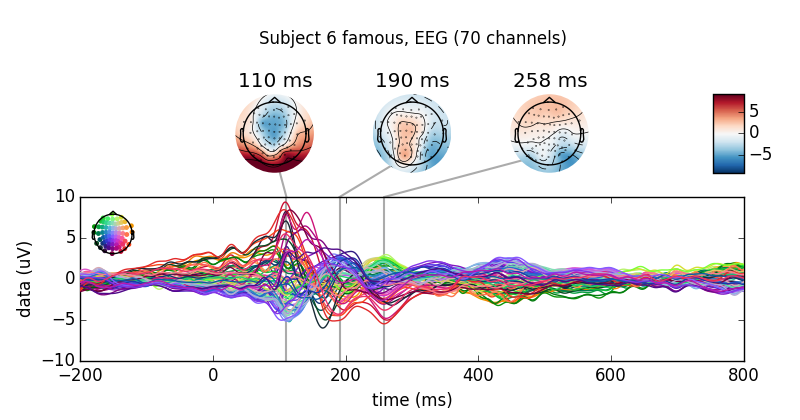 Subject 6 famous, EEG (70 channels)
110 ms 190 ms 258 ms
5
0
−5
10
5
0
−5
−10
data (uV)
−200 0 200 400 600 800
time (ms)